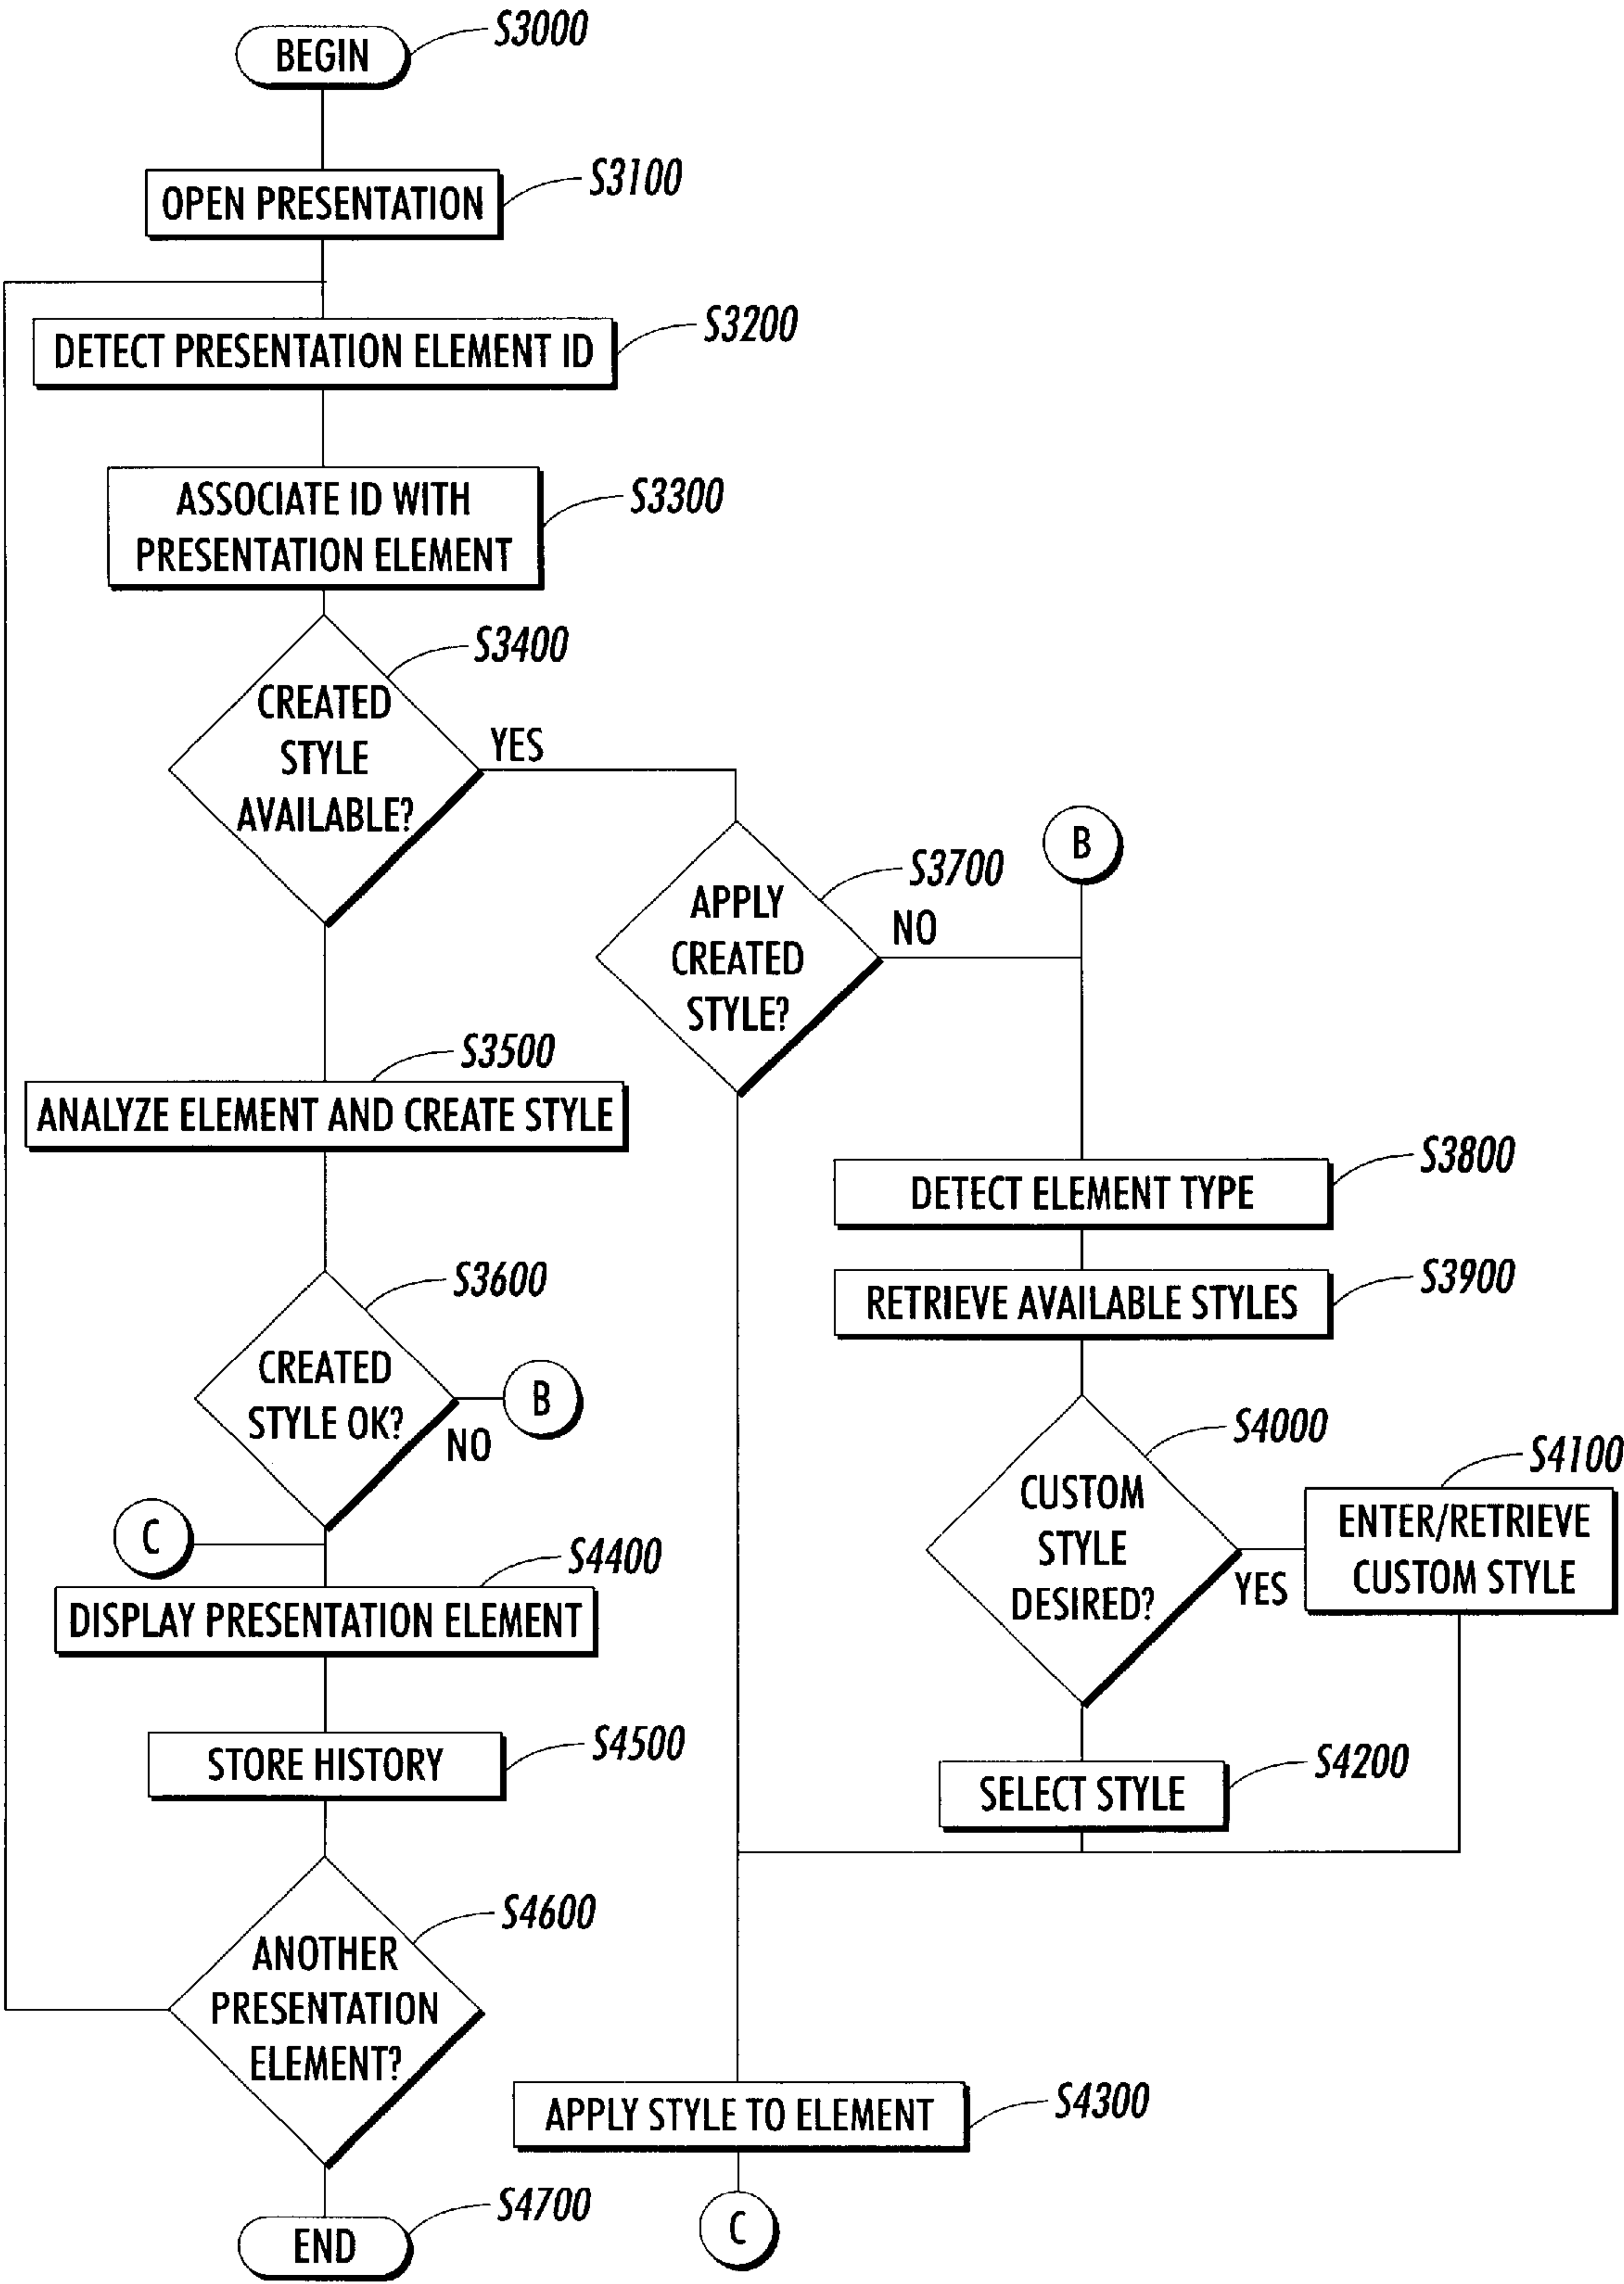 BEGIN
S3000
OPEN PRESENTATION
S3100
DETECT PRESENTATION ELEMENT ID
S3200
ASSOCIATE ID WITH
PRESENTATION ELEMENT
S3300
S3400
CREATED
STYLE
AVAILABLE?
YES
S3700
APPLY
CREATED
STYLE?
NO
B
S3500
ANALYZE ELEMENT AND CREATE STYLE
S3600
CREATED
STYLE OK?
NO
B
C
S3800
DETECT ELEMENT TYPE
S3900
RETRIEVE AVAILABLE STYLES
S4000
CUSTOM
STYLE
DESIRED?
YES
S4100
ENTER/RETRIEVE
CUSTOM STYLE
S4200
SELECT STYLE
S4400
DISPLAY PRESENTATION ELEMENT
S4500
STORE HISTORY
S4600
ANOTHER
PRESENTATION
ELEMENT?
S4300
APPLY STYLE TO ELEMENT
C
S4700
END